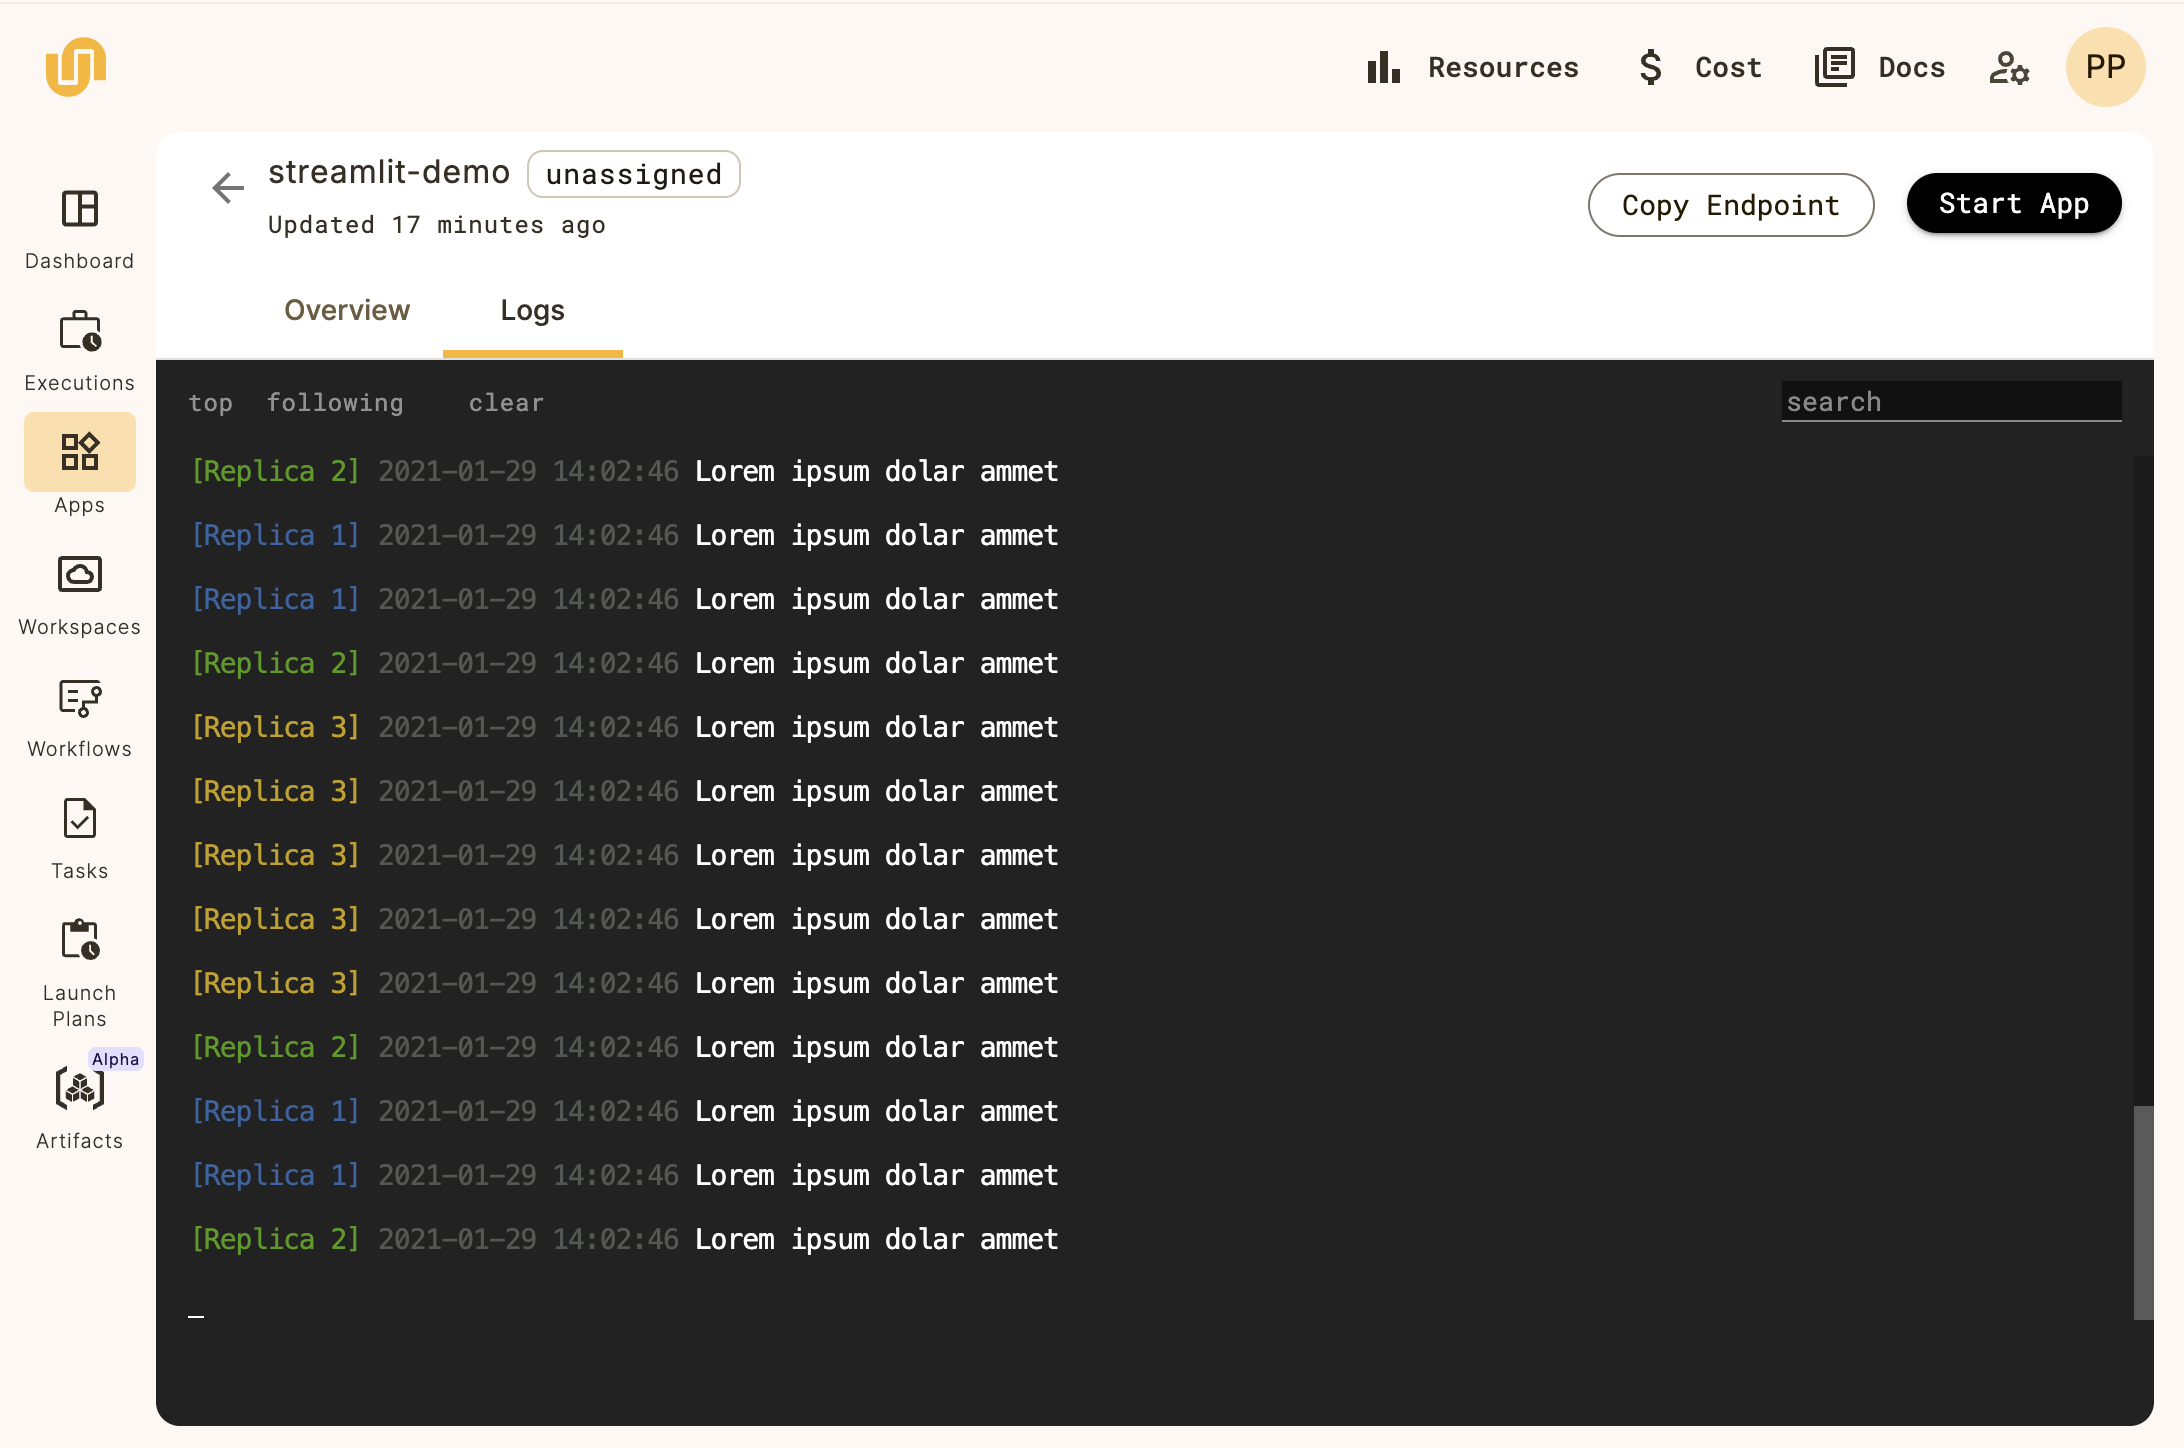 Resources
Cost
Docs
PP
streamlit-demo unassigned
Updated 17 minutes ago
Copy Endpoint
Start App
Dashboard
Executions
Apps
Workspaces
Workflows
Tasks
Launch
Plans
Alpha
Artifacts
Overview
Logs
top following clear
search
[Replica 2] 2021-01-29 14:02:46 Lorem ipsum dolar ammet
[Replica 1] 2021-01-29 14:02:46 Lorem ipsum dolar ammet
[Replica 1] 2021-01-29 14:02:46 Lorem ipsum dolar ammet
[Replica 2] 2021-01-29 14:02:46 Lorem ipsum dolar ammet
[Replica 3] 2021-01-29 14:02:46 Lorem ipsum dolar ammet
[Replica 3] 2021-01-29 14:02:46 Lorem ipsum dolar ammet
[Replica 3] 2021-01-29 14:02:46 Lorem ipsum dolar ammet
[Replica 3] 2021-01-29 14:02:46 Lorem ipsum dolar ammet
[Replica 3] 2021-01-29 14:02:46 Lorem ipsum dolar ammet
[Replica 2] 2021-01-29 14:02:46 Lorem ipsum dolar ammet
[Replica 1] 2021-01-29 14:02:46 Lorem ipsum dolar ammet
[Replica 1] 2021-01-29 14:02:46 Lorem ipsum dolar ammet
[Replica 2] 2021-01-29 14:02:46 Lorem ipsum dolar ammet
_